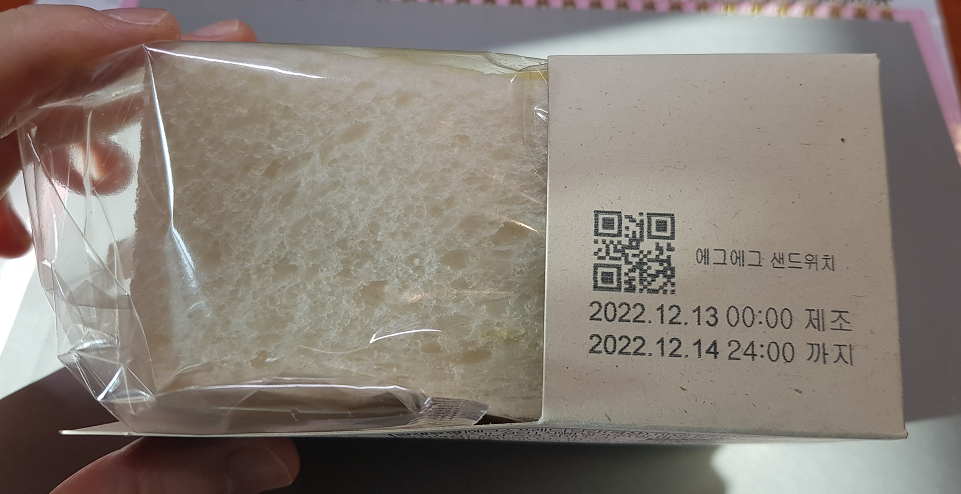 에그에그 샌드위치
2022.12.13 00:00 제조
2022.12.14 24:00 까지